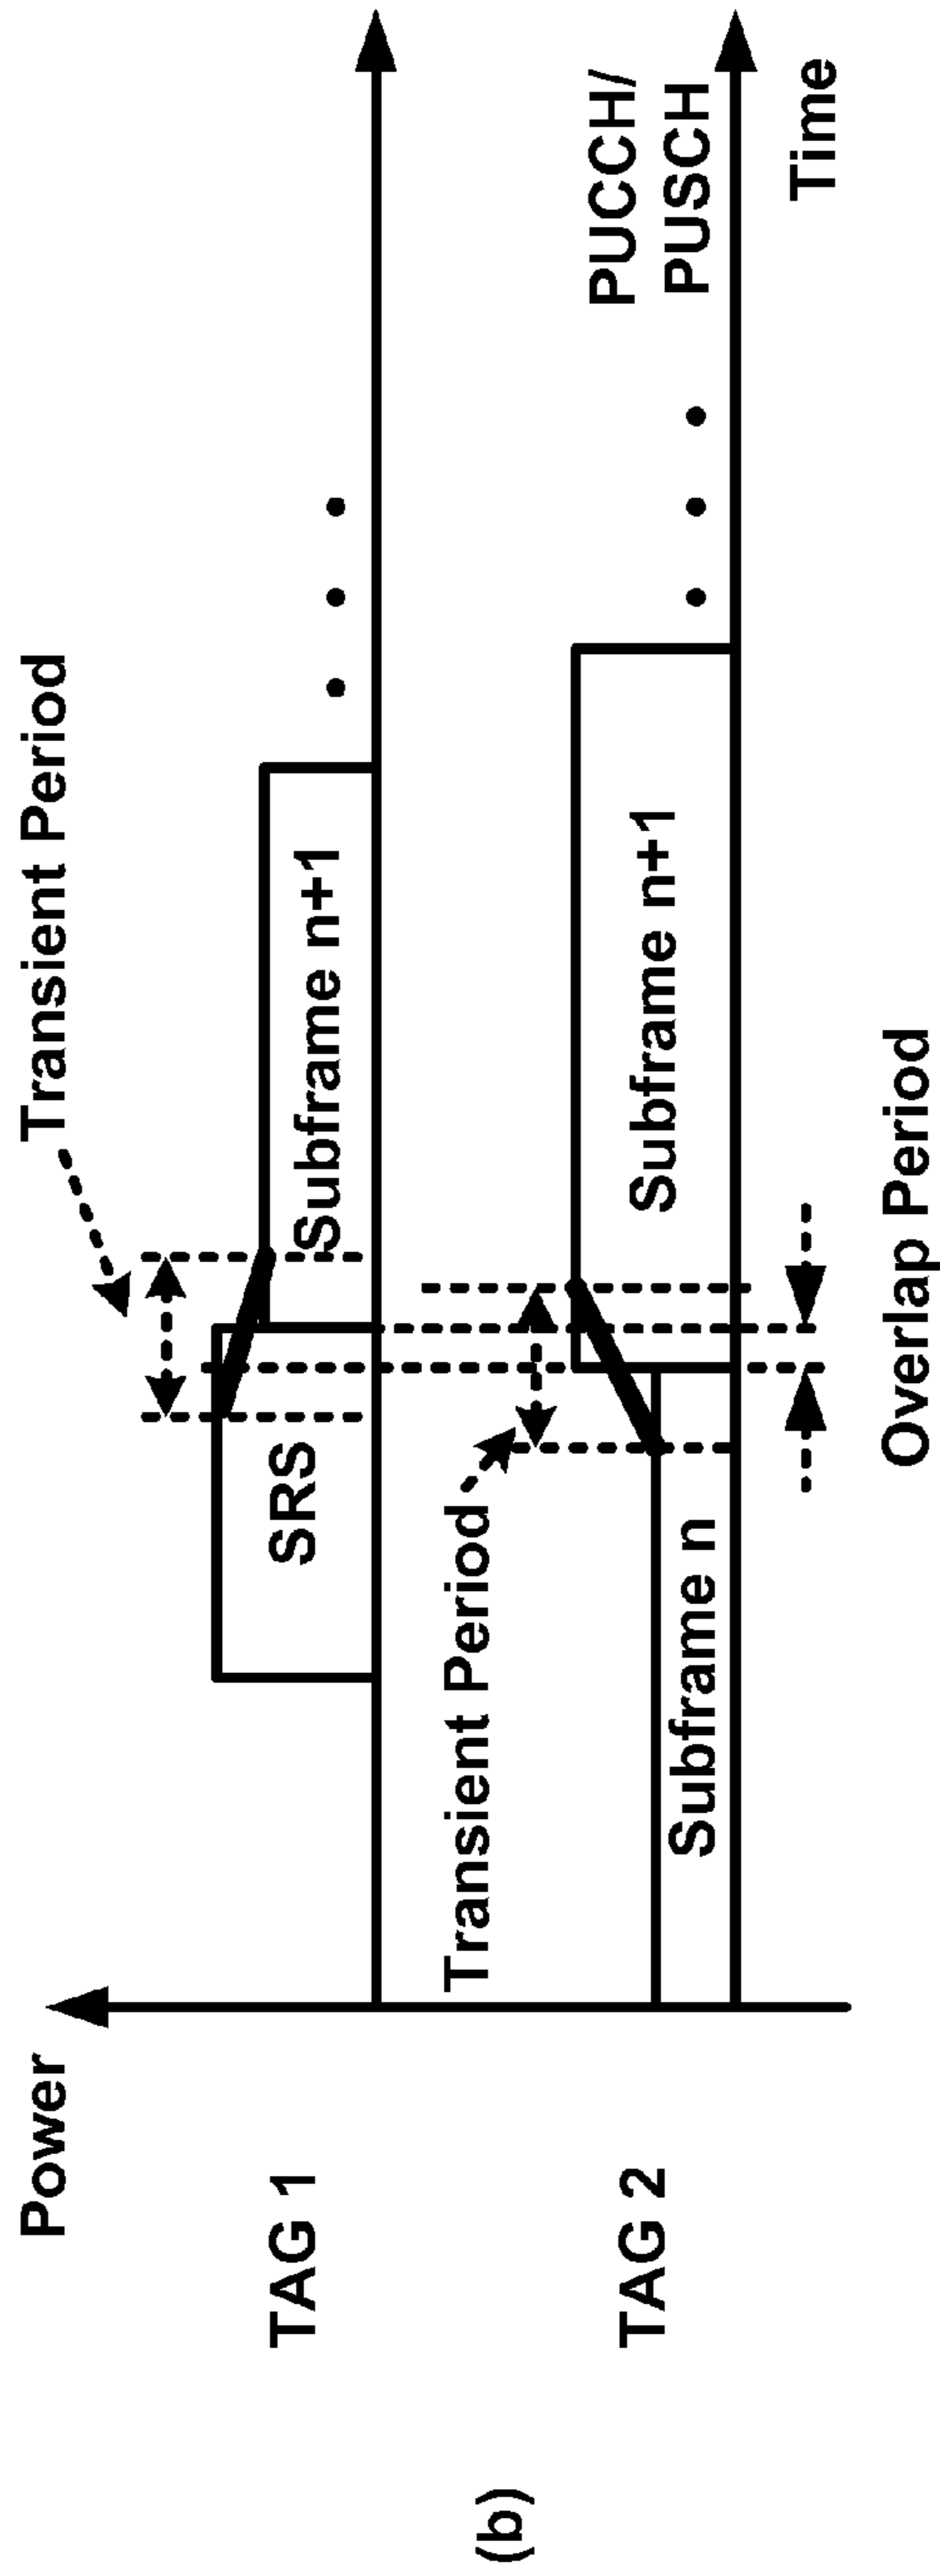 Power
Transient Period
TAG 1
SRS
Subframe n+1
Transient Period
PUCCH/
PUSCH
TAG 2
Subframe n
Subframe n+1
Time
Overlap Period
(b)